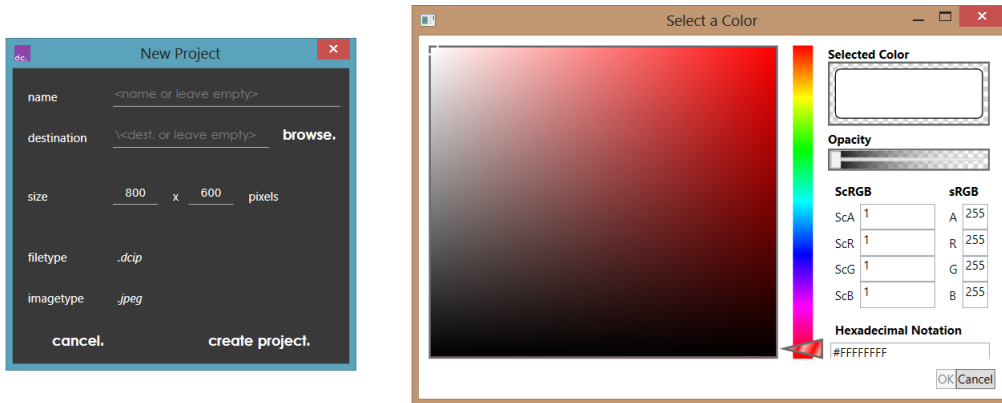 dc.
New Project
name <name or leave empty>
destination \<dest. or leave empty> browse.
size 800 x 600 pixels
filetype .dcip
imagetype .jpeg
cancel. create project.
Select a Color
Selected Color
Opacity
ScRGB sRGB
ScA 1 A 255
ScR 1 R 255
ScG 1 G 255
ScB 1 B 255
Hexadecimal Notation
#FFFFFFFF
OK Cancel